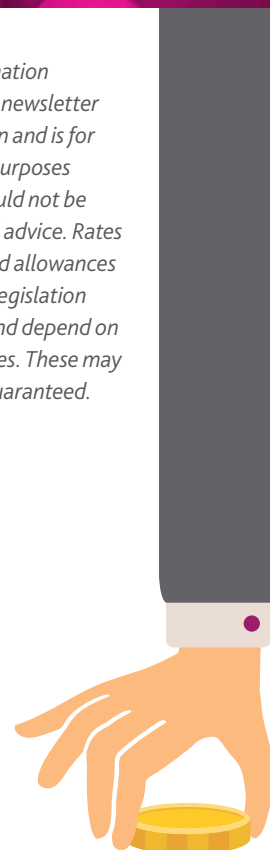 ation
newsletter
n and is for
urposes
uld not be
advice. Rates
d allowances
egislation
nd depend on
es. These may
uaranteed.